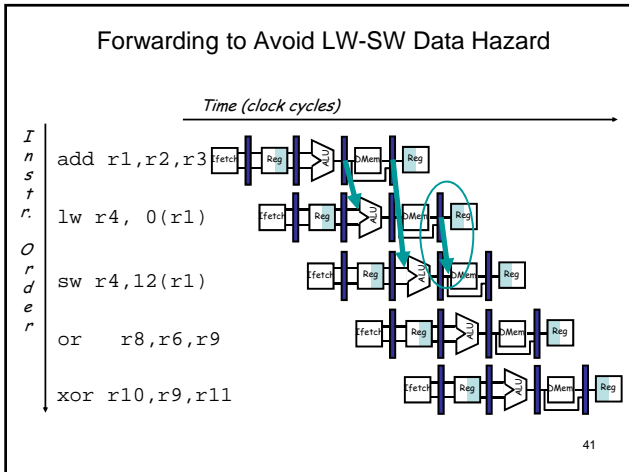 Forwarding to Avoid LW-SW Data Hazard
Time (clock cycles)
Instr. Order
add r1,r2,r3 Ifetch Reg ALU DMem Reg
lw r4, 0(r1) Ifetch Reg ALU DMem Reg
sw r4,12(r1) Ifetch Reg ALU DMem Reg
or r8,r6,r9 Ifetch Reg ALU DMem Reg
xor r10,r9,r11 Ifetch Reg ALU DMem Reg
41